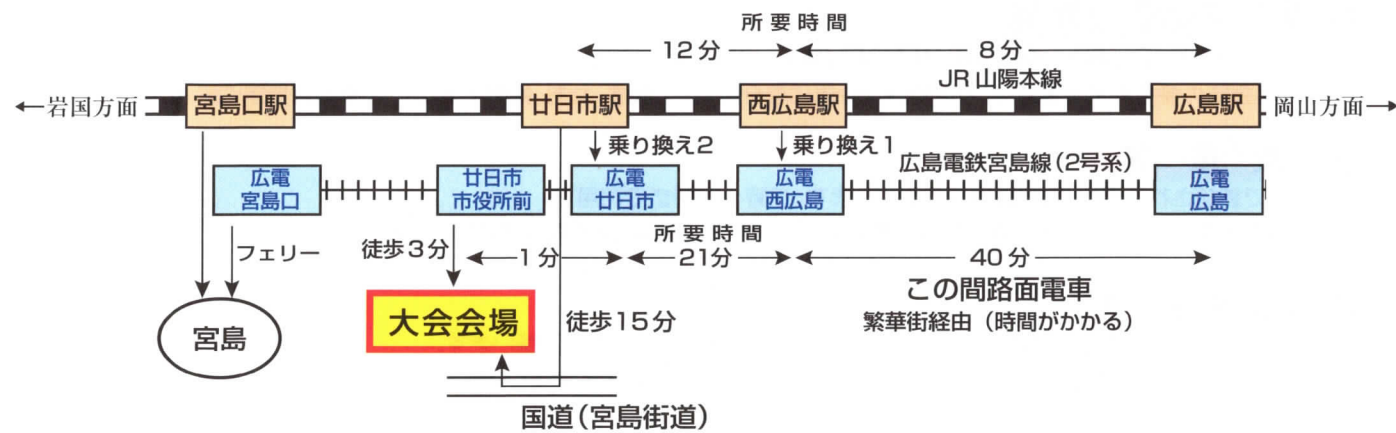 所要時間
12分
8分
JR山陽本線
←岩国方面
宮島口駅
廿日市駅
西広島駅
広島駅
岡山方面→
乗り換え2
乗り換え1
広島電鉄宮島線(2号系)
広電
宮島口
廿日市
市役所前
広電
廿日市
広電
西広島
広電
広島
フェリー
徒歩3分
所要時間
1分
21分
40分
この間路面電車
繁華街経由(時間がかかる)
宮島
大会会場
徒歩15分
国道(宮島街道)